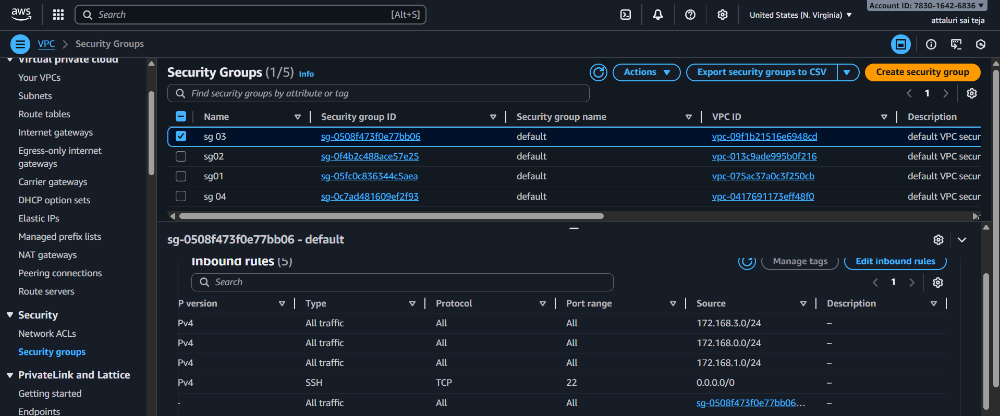 aws
Search [Alt+S]
United States (N. Virginia)
Account ID: 7830-1642-6836
attaluri sai teja
VPC
Security Groups
Virtual private cloud
Your VPCs
Subnets
Route tables
Internet gateways
Egress-only internet
gateways
Carrier gateways
DHCP option sets
Elastic IPs
Managed prefix lists
NAT gateways
Peering connections
Route servers
Security
Network ACLs
Security groups
PrivateLink and Lattice
Getting started
Endpoints
Security Groups (1/5) Info
Actions
Export security groups to CSV
Create security group
Find security groups by attribute or tag
1
Name Security group ID Security group name VPC ID Description
sg 03 sg-0508f473f0e77bb06 default vpc-09f1b21516e6948cd default VPC secur
sg02 sg-0f4b2c488ace57e25 default vpc-013c9ade995b0f216 default VPC secur
sg01 sg-05fc0c836344c5aea default vpc-075ac37a0c3f250cb default VPC secur
sg 04 sg-0c7ad481609ef2f93 default vpc-0417691173eff48f0 default VPC secur
sg-0508f473f0e77bb06 - default
Inbound rules (5)
Manage tags
Edit inbound rules
Search
1
P version Type Protocol Port range Source Description
Pv4 All traffic All All 172.168.3.0/24 –
Pv4 All traffic All All 172.168.0.0/24 –
Pv4 All traffic All All 172.168.1.0/24 –
Pv4 SSH TCP 22 0.0.0.0/0 –
- All traffic All All sg-0508f473f0e77bb06... –